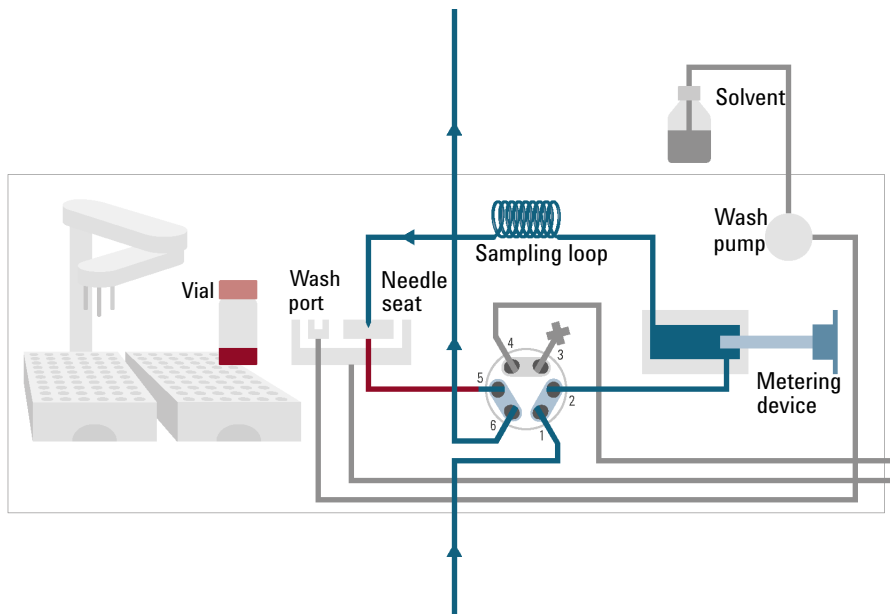 Solvent
Wash
pump
Sampling loop
Vial
Wash
port
Needle
seat
4
3
5
2
6
1
Metering
device